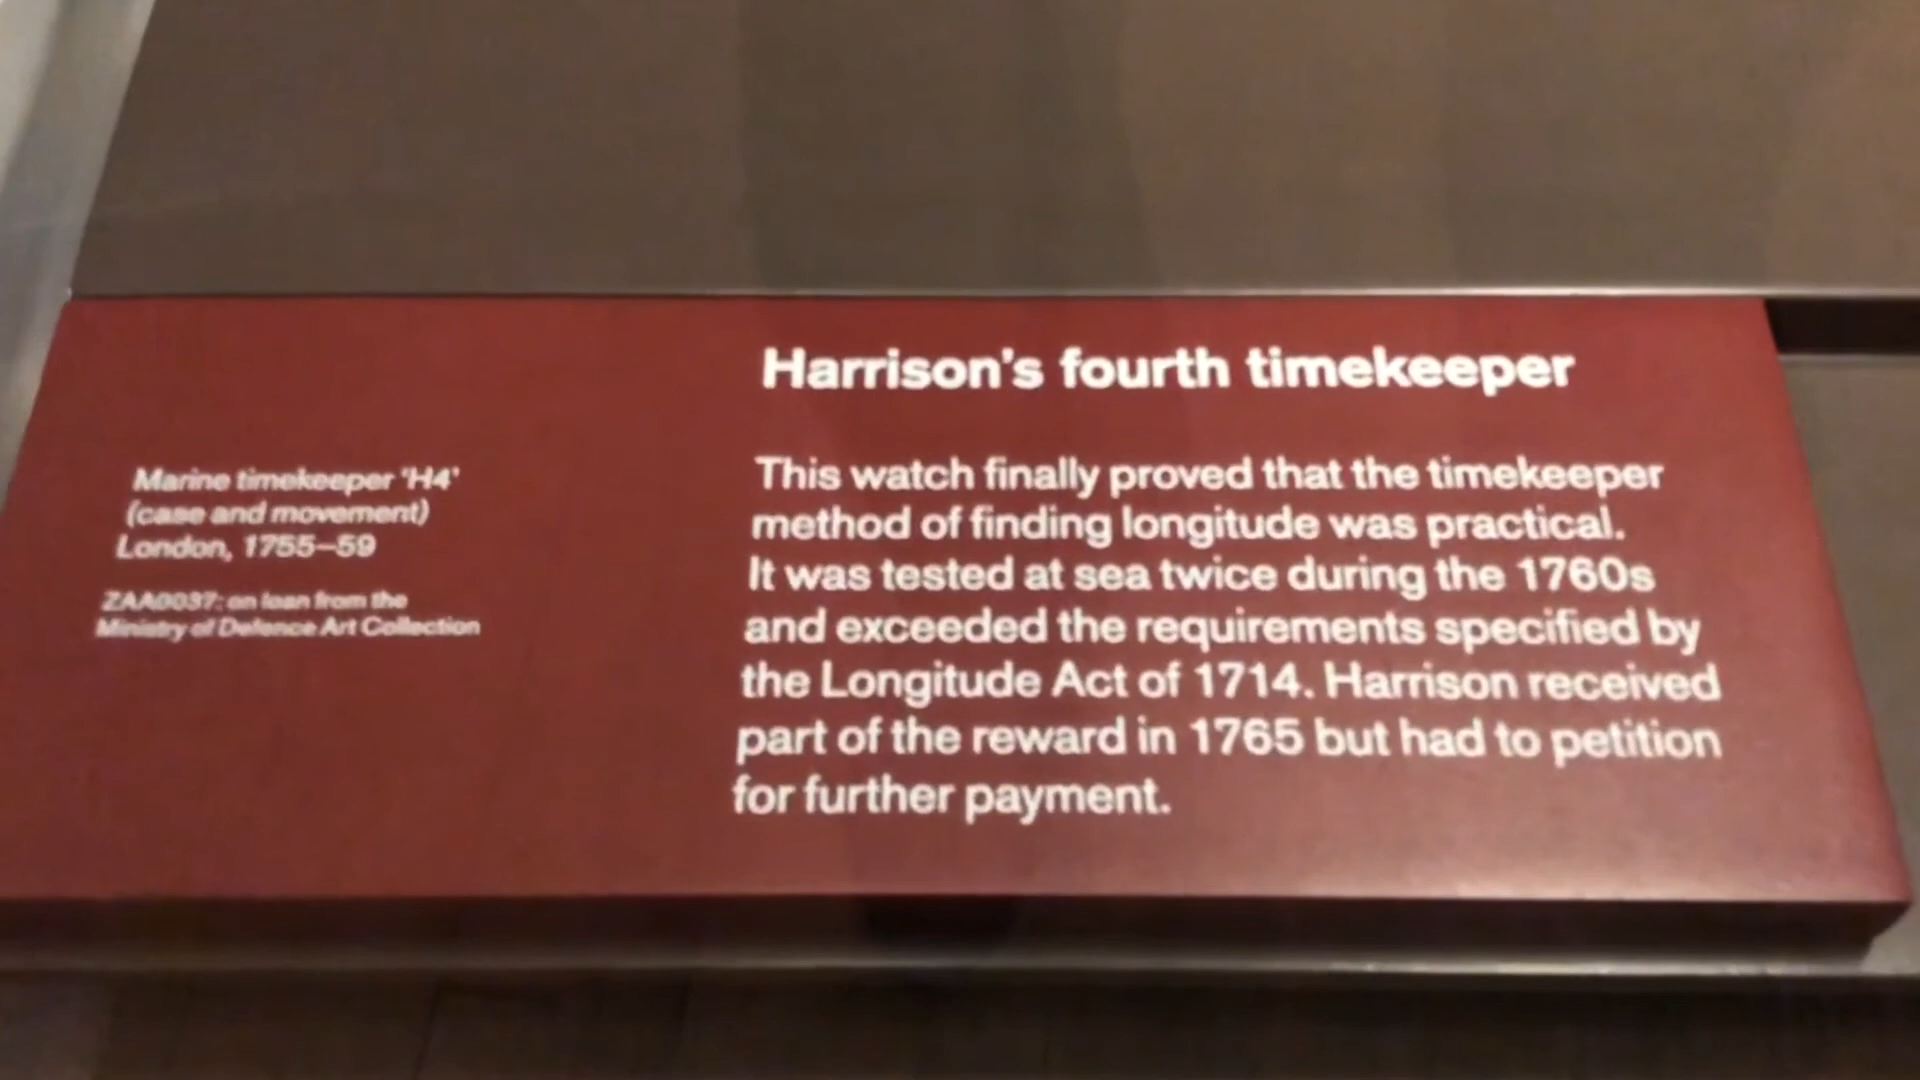 Harrison's fourth timekeeper
Marine timekeeper 'H4'
(case and movement)
London, 1755–59
ZAA0037: on loan from the
Ministry of Defence Art Collection
This watch finally proved that the timekeeper
method of finding longitude was practical.
It was tested at sea twice during the 1760s
and exceeded the requirements specified by
the Longitude Act of 1714. Harrison received
part of the reward in 1765 but had to petition
for further payment.